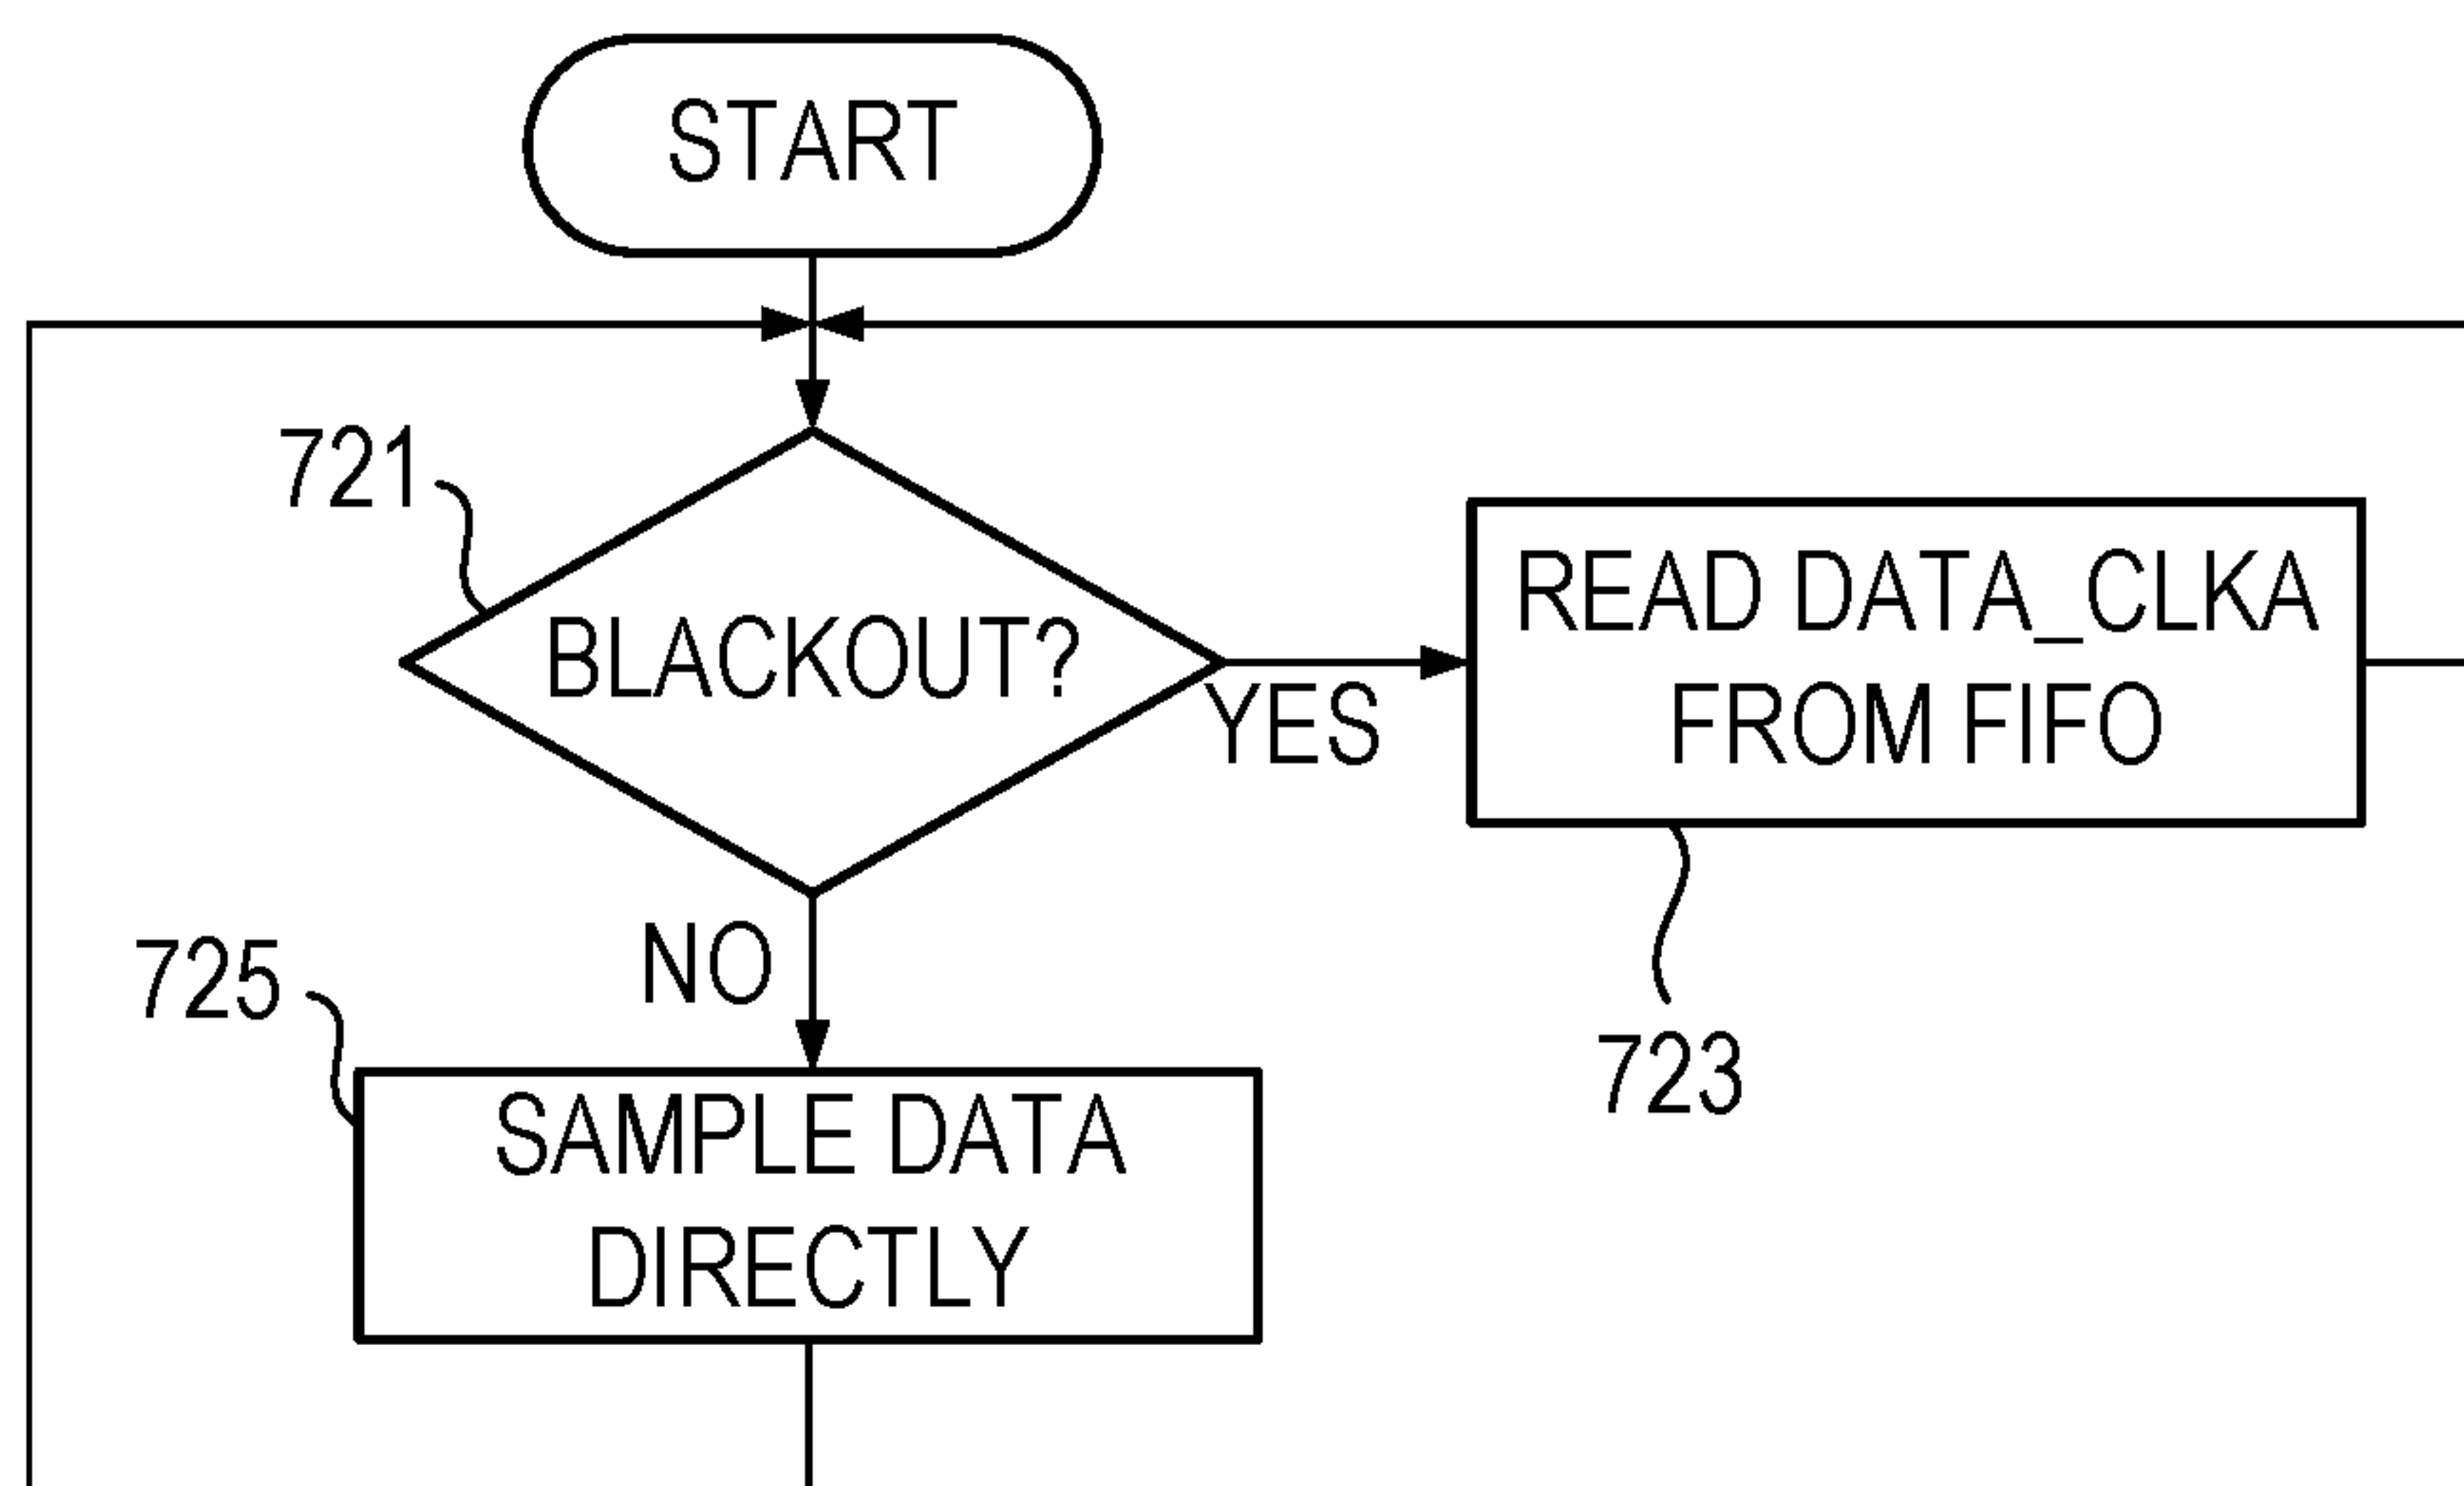 START
721
BLACKOUT?
YES
READ DATA_CLKA
FROM FIFO
723
NO
725
SAMPLE DATA
DIRECTLY